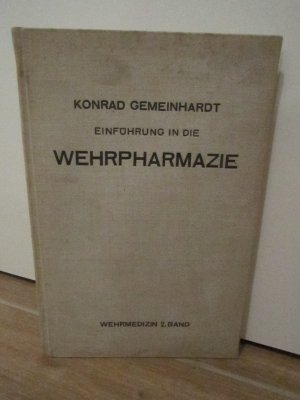 KONRAD GEMEINHARDT
EINFÜHRUNG IN DIE
WEHRPHARMAZIE
WEHRMEDIZIN 2. BAND